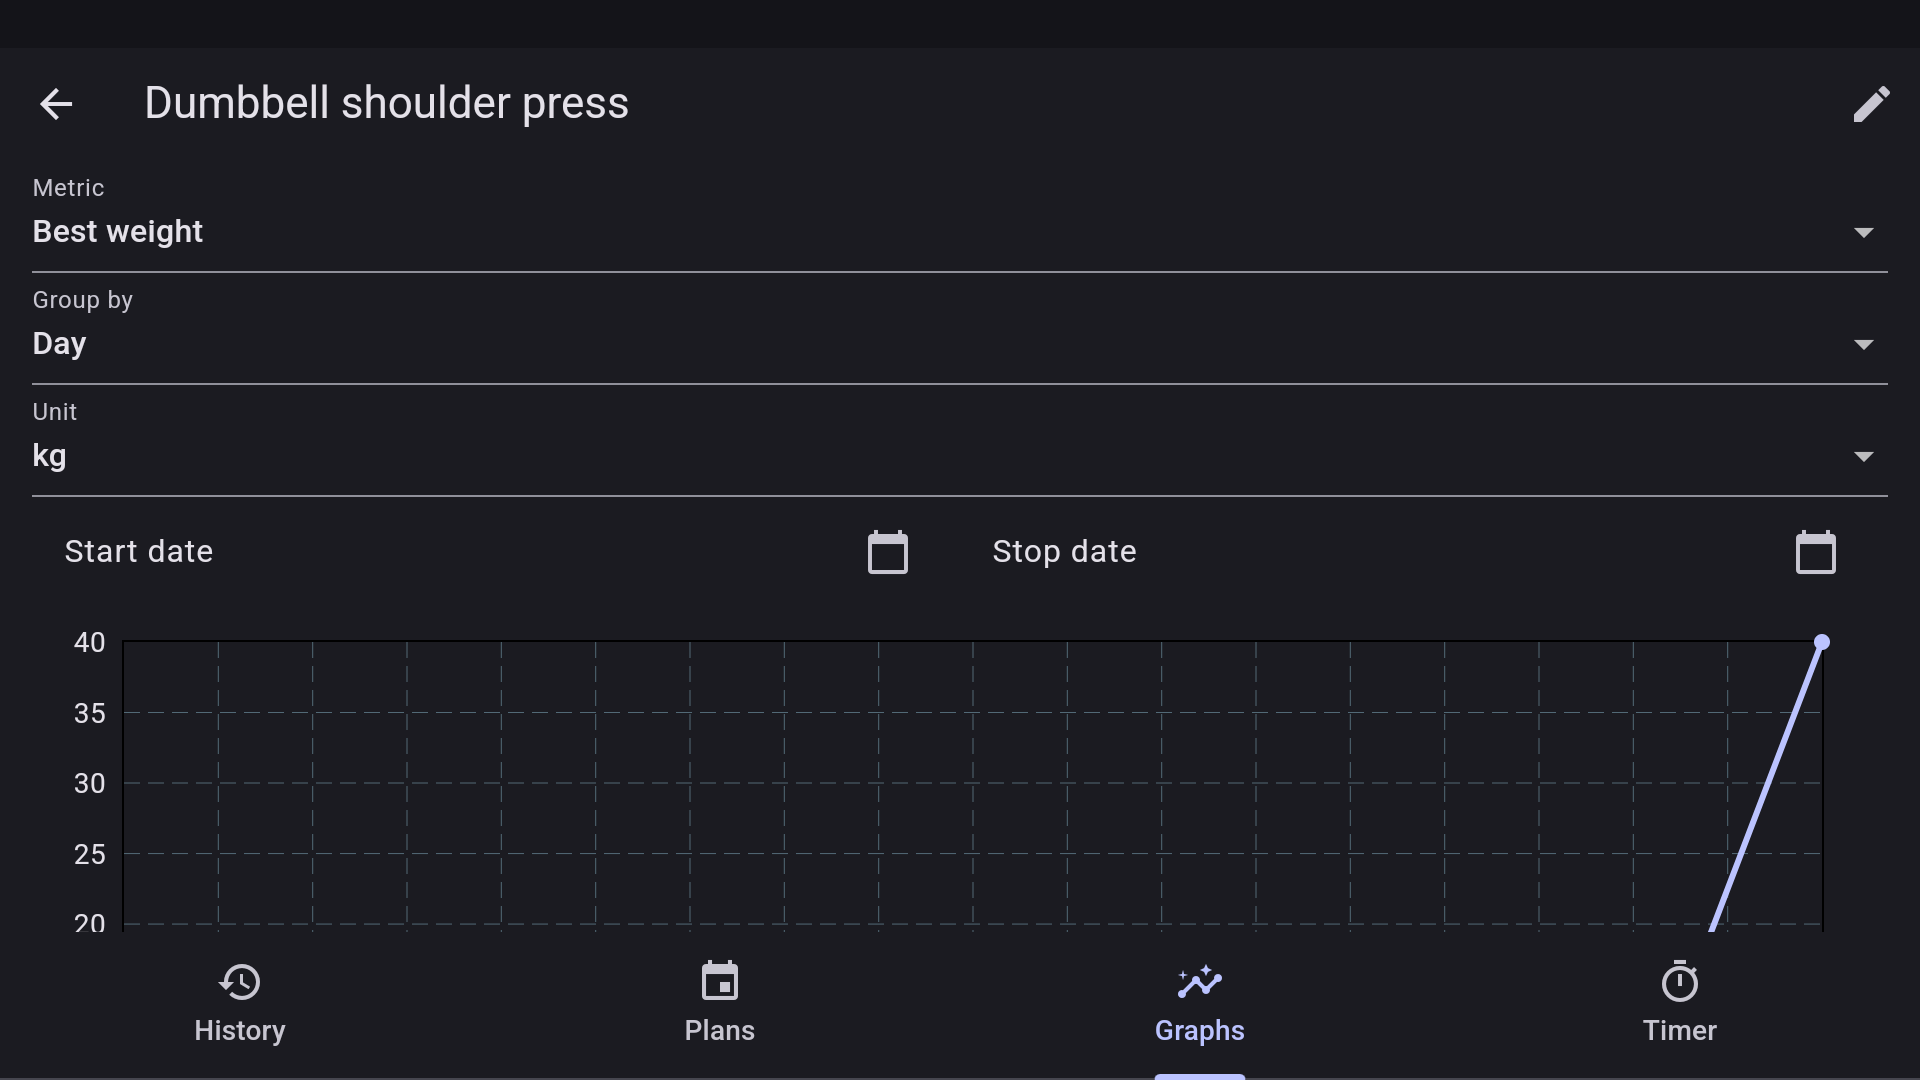 Dumbbell shoulder press
Metric
Best weight
Group by
Day
Unit
kg
Start date
Stop date
40
35
30
25
20
History
Plans
Graphs
Timer